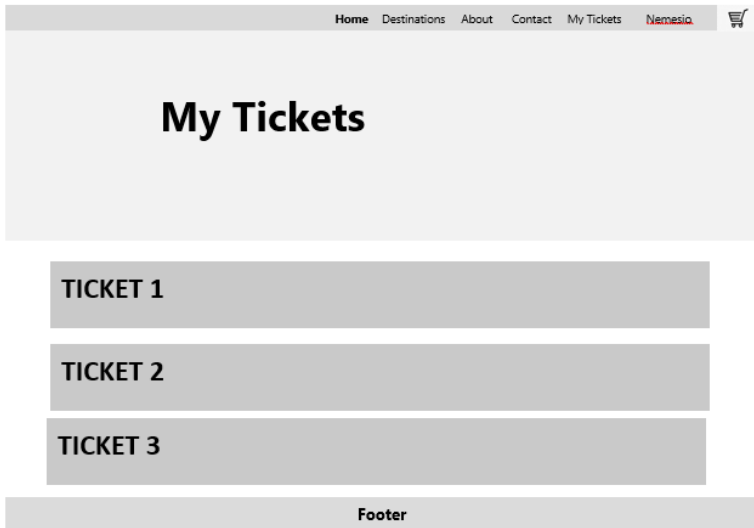 Home Destinations About Contact My Tickets Nemesio
My Tickets
TICKET 1
TICKET 2
TICKET 3
Footer